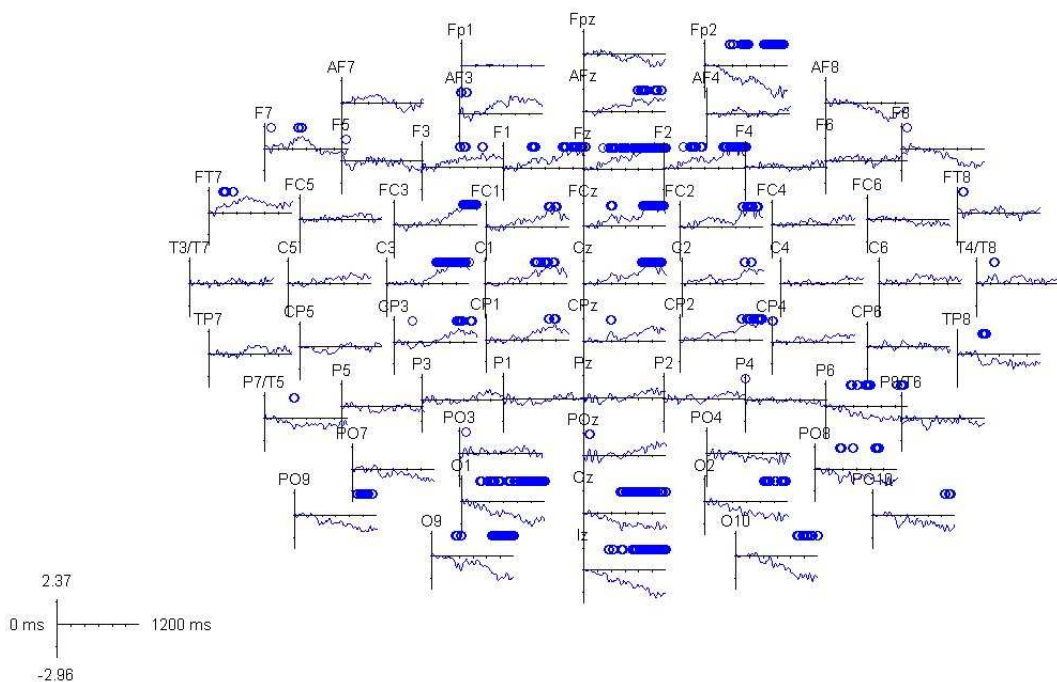 Fp1 Fpz Fp2
AF7 AF3 AFz AF4 AF8
F7 F5 F3 F1 Fz F2 F4 F6 F8
FT7 FC5 FC3 FC1 FCz FC2 FC4 FC6 FT8
T3/T7 C5 C3 C1 Cz C2 C4 C6 T4/T8
TP7 CP5 CP3 CP1 CPz CP2 CP4 CP6 TP8
P7/T5 P5 P3 P1 Pz P2 P4 P6 P8/T6
PO9 PO7 PO3 POz PO4 PO8 PO10
O1 Oz O2
O9 Iz O10
2.37
0 ms 1200 ms
-2.96